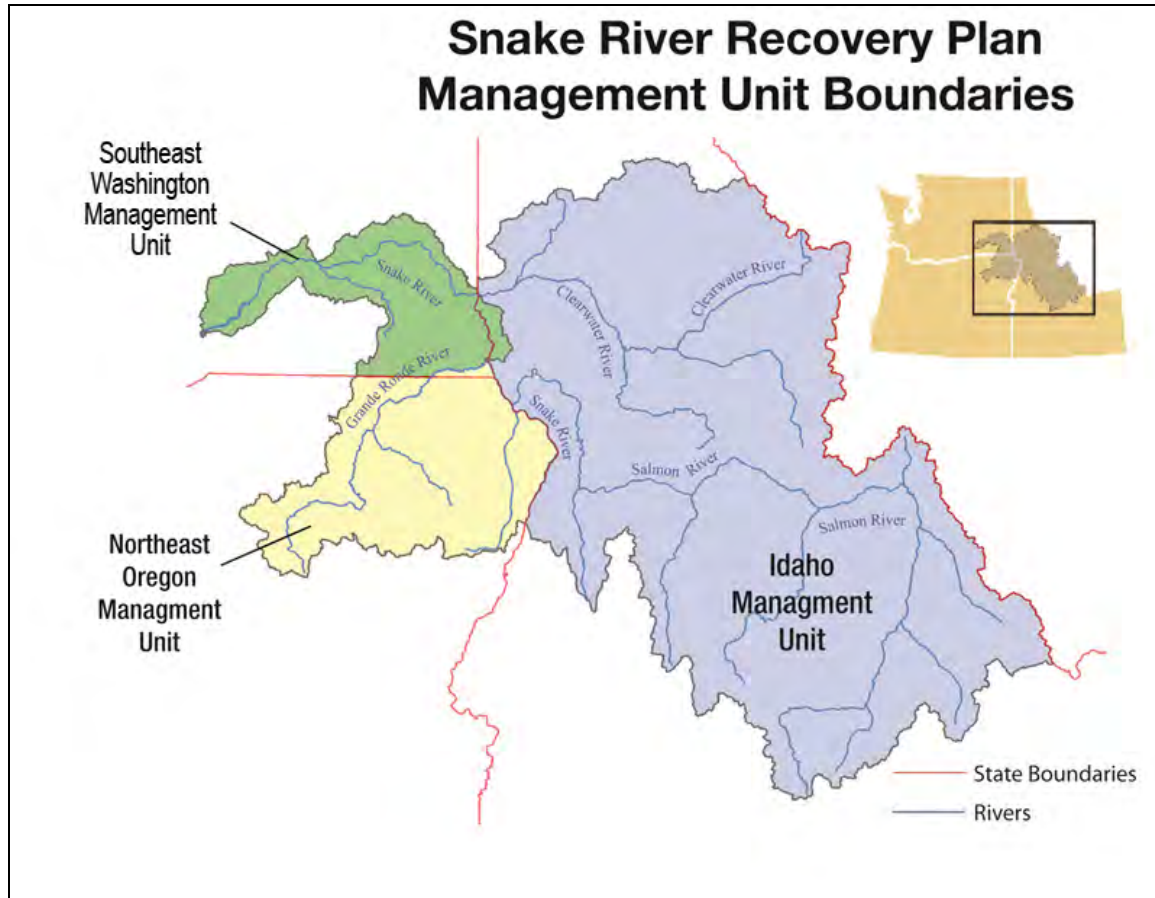 Snake River Recovery Plan
Management Unit Boundaries
Southeast
Washington
Management
Unit
Snake River
Clearwater River
Clearwater River
Grande Ronde River
Snake River
Salmon River
Salmon River
Northeast
Oregon
Managment
Unit
Idaho
Managment
Unit
State Boundaries
Rivers